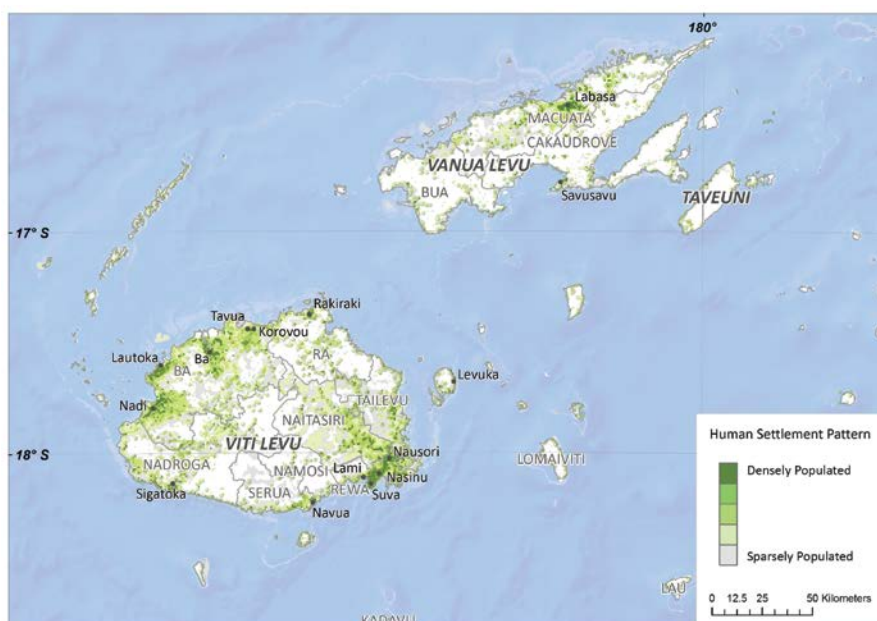 180°
Labasa
MACUATA
CAKAUDROVE
VANUA LEVU
BUA
Savusavu
TAVEUNI
17° S
Rakiraki
Tavua
Korovou
Lautoka
Ba
BA
RA
Levuka
Nadi
TAILEVU
NAITASIRI
VITI LEVU
18° S
Nausori
LOMAIVITI
NADROGA
NAMOSI
Lami
Nasinu
Sigatoka
SERUA
REWA
Suva
Navua
LAU
KADAVU
Human Settlement Pattern
Densely Populated
Sparsely Populated
0 12.5 25 50 Kilometers